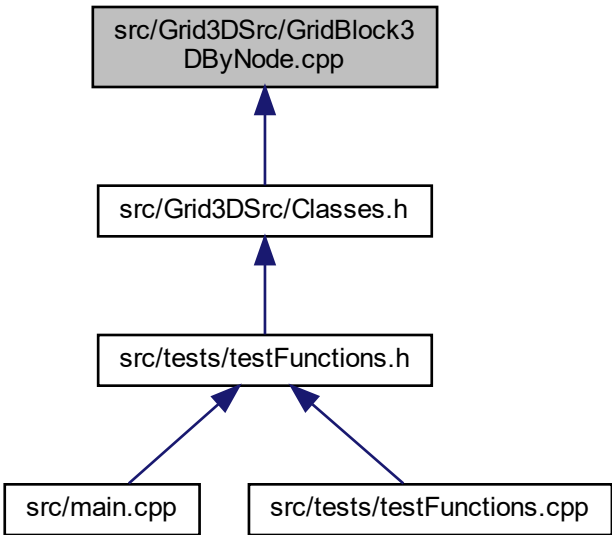 src/Grid3DSrc/GridBlock3
DByNode.cpp
src/Grid3DSrc/Classes.h
src/tests/testFunctions.h
src/main.cpp
src/tests/testFunctions.cpp